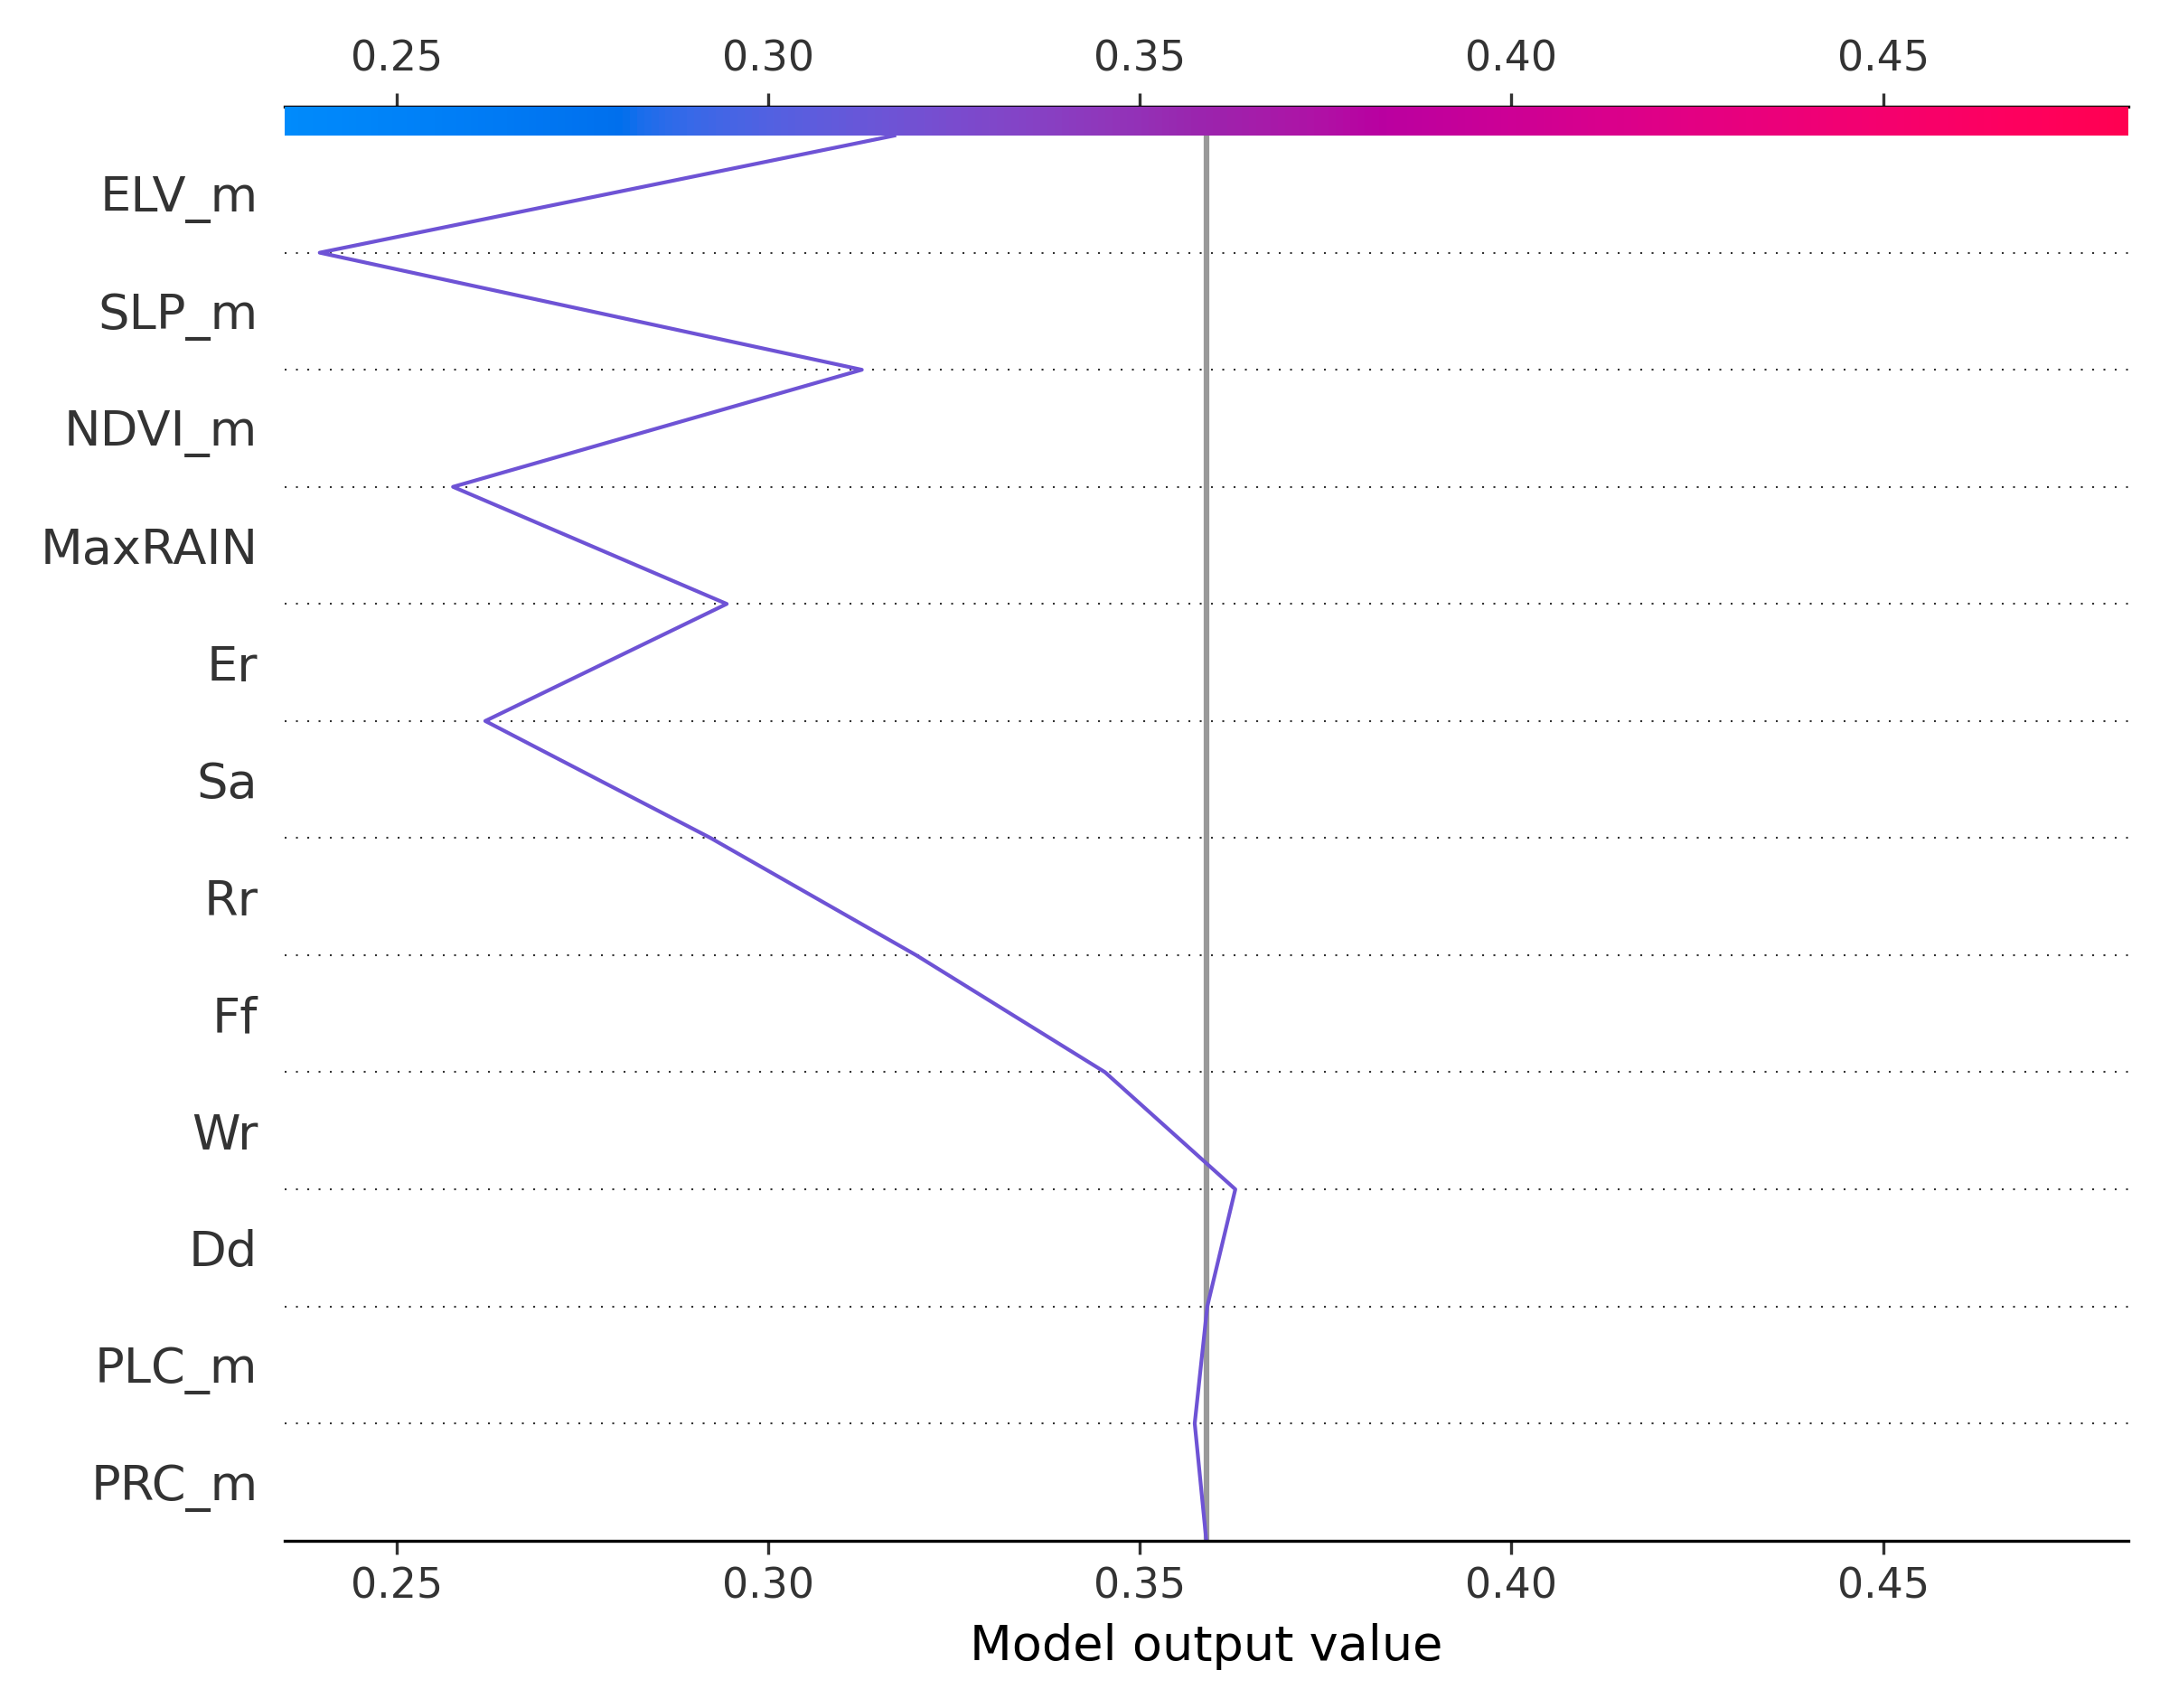 0.25 0.30 0.35 0.40 0.45
ELV_m
SLP_m
NDVI_m
MaxRAIN
Er
Sa
Rr
Ff
Wr
Dd
PLC_m
PRC_m
0.25 0.30 0.35 0.40 0.45
Model output value